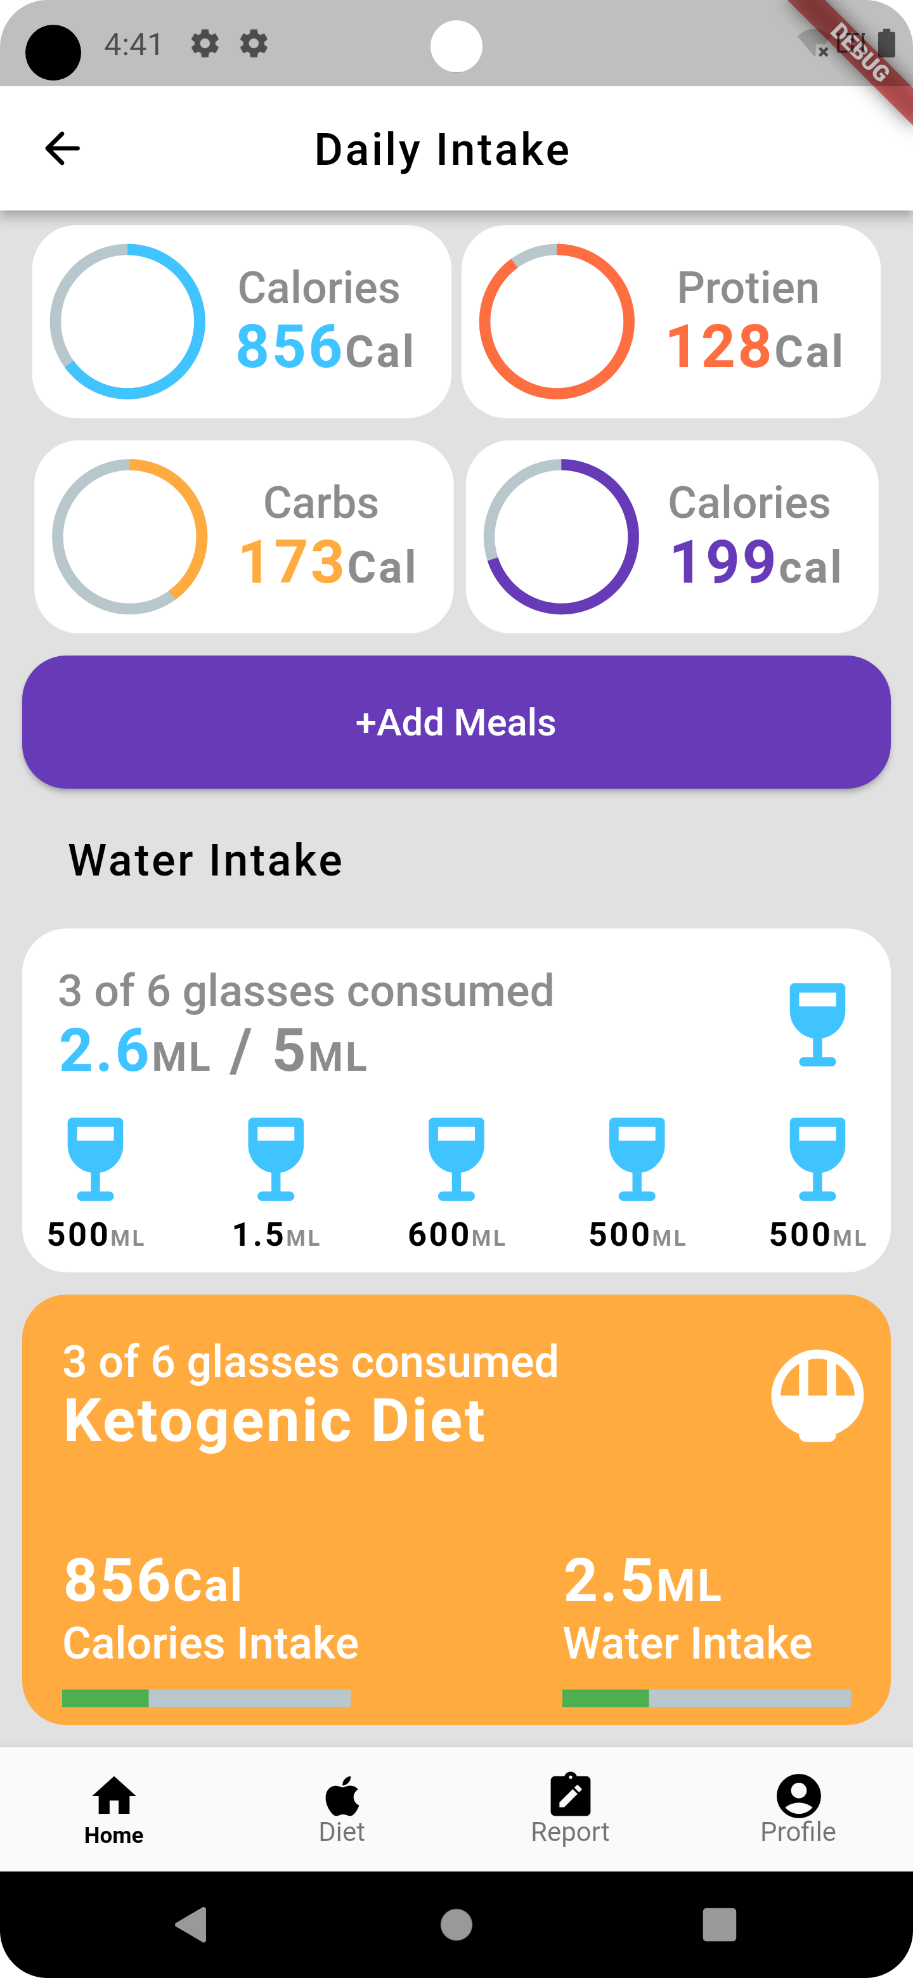 4:41
DEBUG
Daily Intake
Calories
856Cal
Protien
128Cal
Carbs
173Cal
Calories
199cal
+Add Meals
Water Intake
3 of 6 glasses consumed
2.6ML / 5ML
500ML
1.5ML
600ML
500ML
500ML
3 of 6 glasses consumed
Ketogenic Diet
856Cal
Calories Intake
2.5ML
Water Intake
Home
Diet
Report
Profile